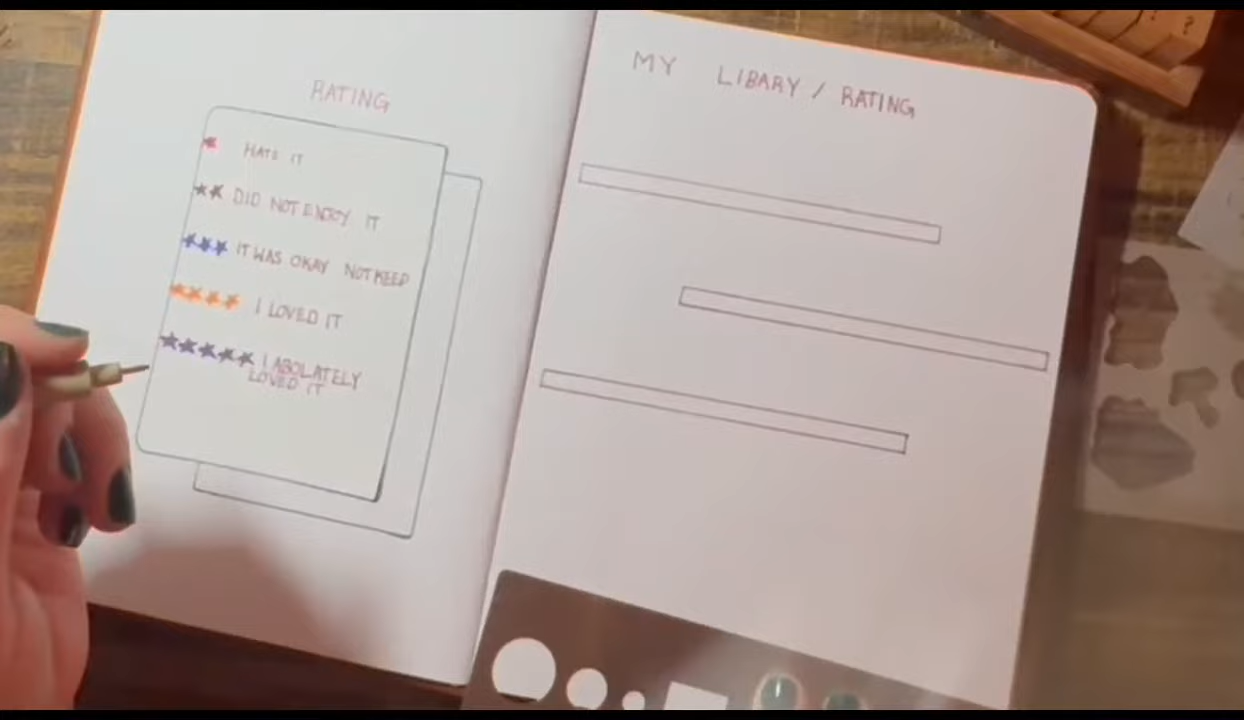 RATING
HATE IT
DID NOT ENJOY IT
IT WAS OKAY NOT KEEP
I LOVED IT
I ABOLATELY
LOVED IT
MY LIBARY / RATING